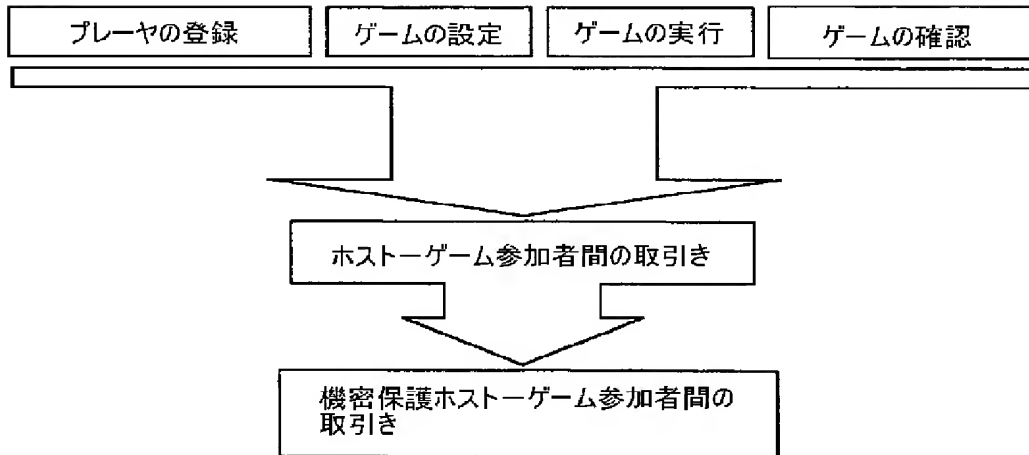 プレーヤの登録
ゲームの設定
ゲームの実行
ゲームの確認
ホストーゲーム参加者間の取引き
機密保護ホストーゲーム参加者間の
取引き